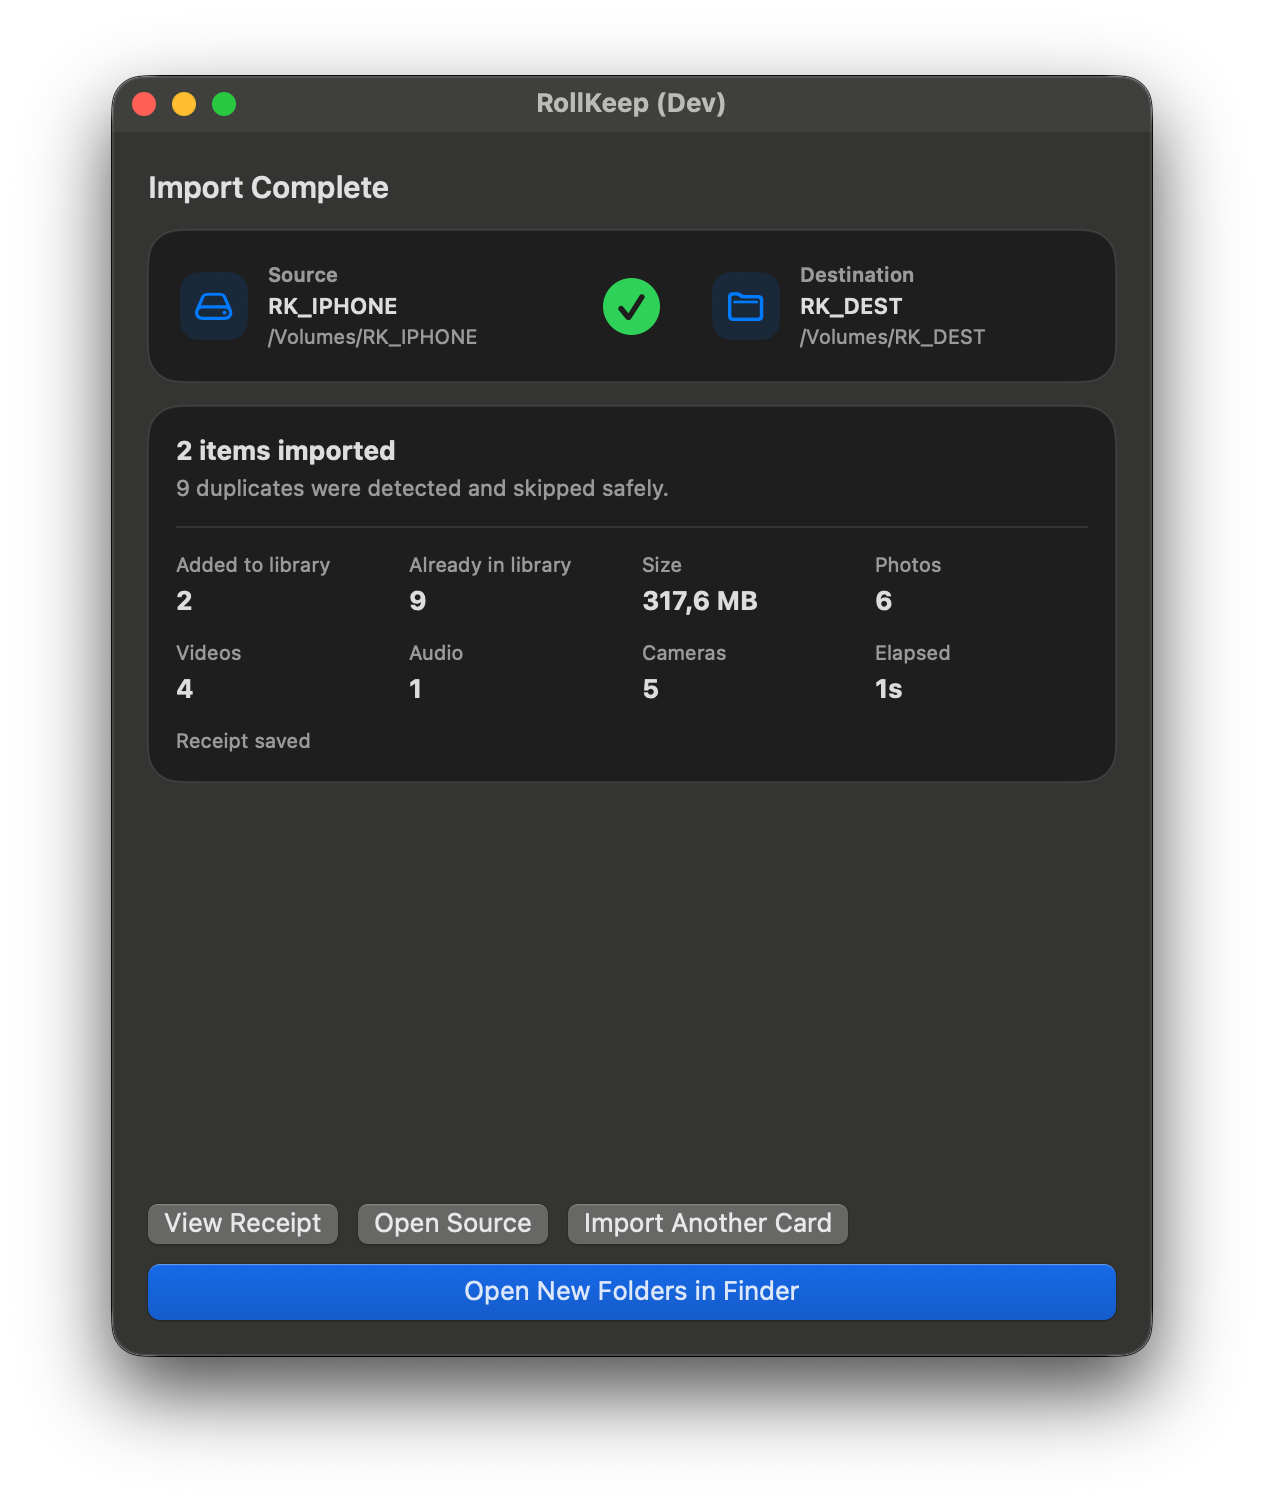 RollKeep (Dev)
Import Complete
Source
RK_IPHONE
/Volumes/RK_IPHONE
Destination
RK_DEST
/Volumes/RK_DEST
2 items imported
9 duplicates were detected and skipped safely.
Added to library
2
Already in library
9
Size
317,6 MB
Photos
6
Videos
4
Audio
1
Cameras
5
Elapsed
1s
Receipt saved
View Receipt
Open Source
Import Another Card
Open New Folders in Finder